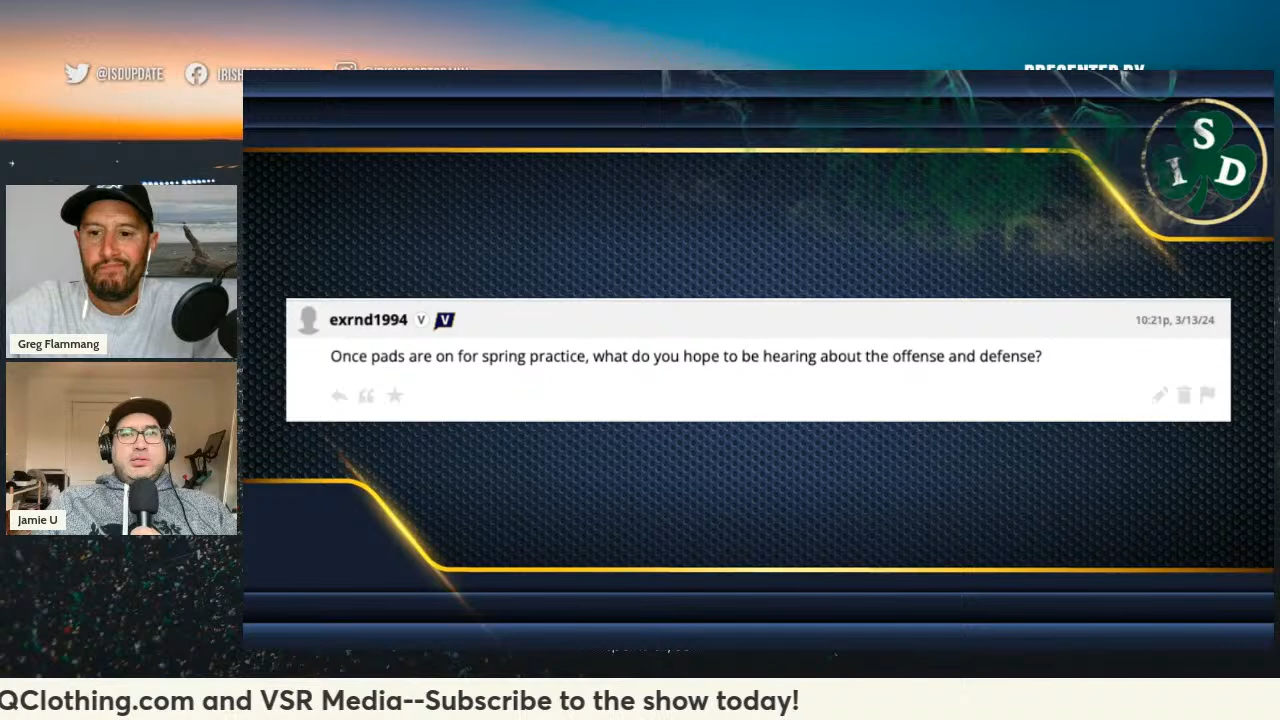 @ISDUPDATE
PRESENTED BY
S
I D
exrnd1994 V V
10:21p, 3/13/24
Once pads are on for spring practice, what do you hope to be hearing about the offense and defense?
Greg Flammang
Jamie U
QClothing.com and VSR Media--Subscribe to the show today!